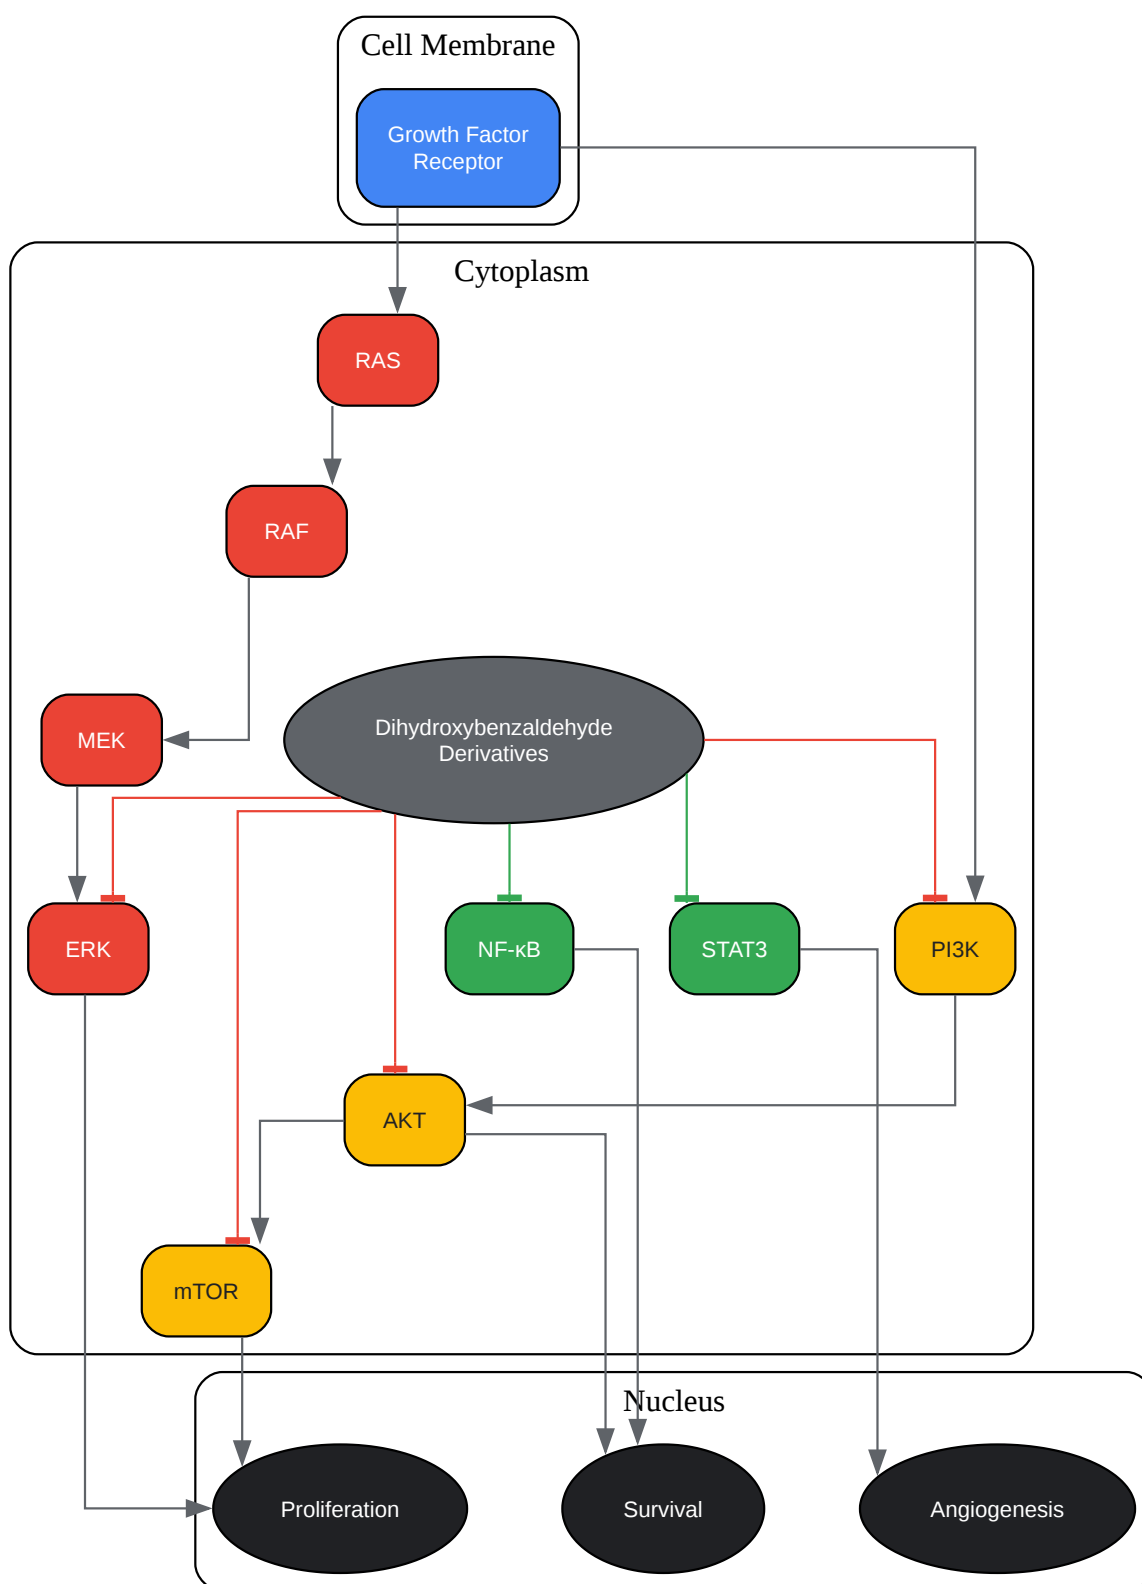 Cell Membrane
Growth Factor
Receptor
Cytoplasm
RAS
RAF
Dihydroxybenzaldehyde
Derivatives
MEK
ERK
NF-κB
STAT3
PI3K
AKT
mTOR
Nucleus
Proliferation
Survival
Angiogenesis